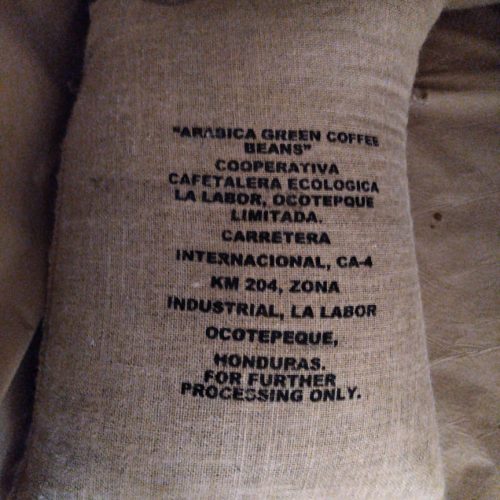 "ARABICA GREEN COFFEE
BEANS"
COOPERATIVA
CAFETALERA ECOLOGICA
LA LABOR, OCOTEPQUE
LIMITADA.
CARRETERA
INTERNACIONAL, CA-4
KM 204, ZONA
INDUSTRIAL, LA LABOR
OCOTEPEQUE,
HONDURAS.
FOR FURTHER
PROCESSING ONLY.